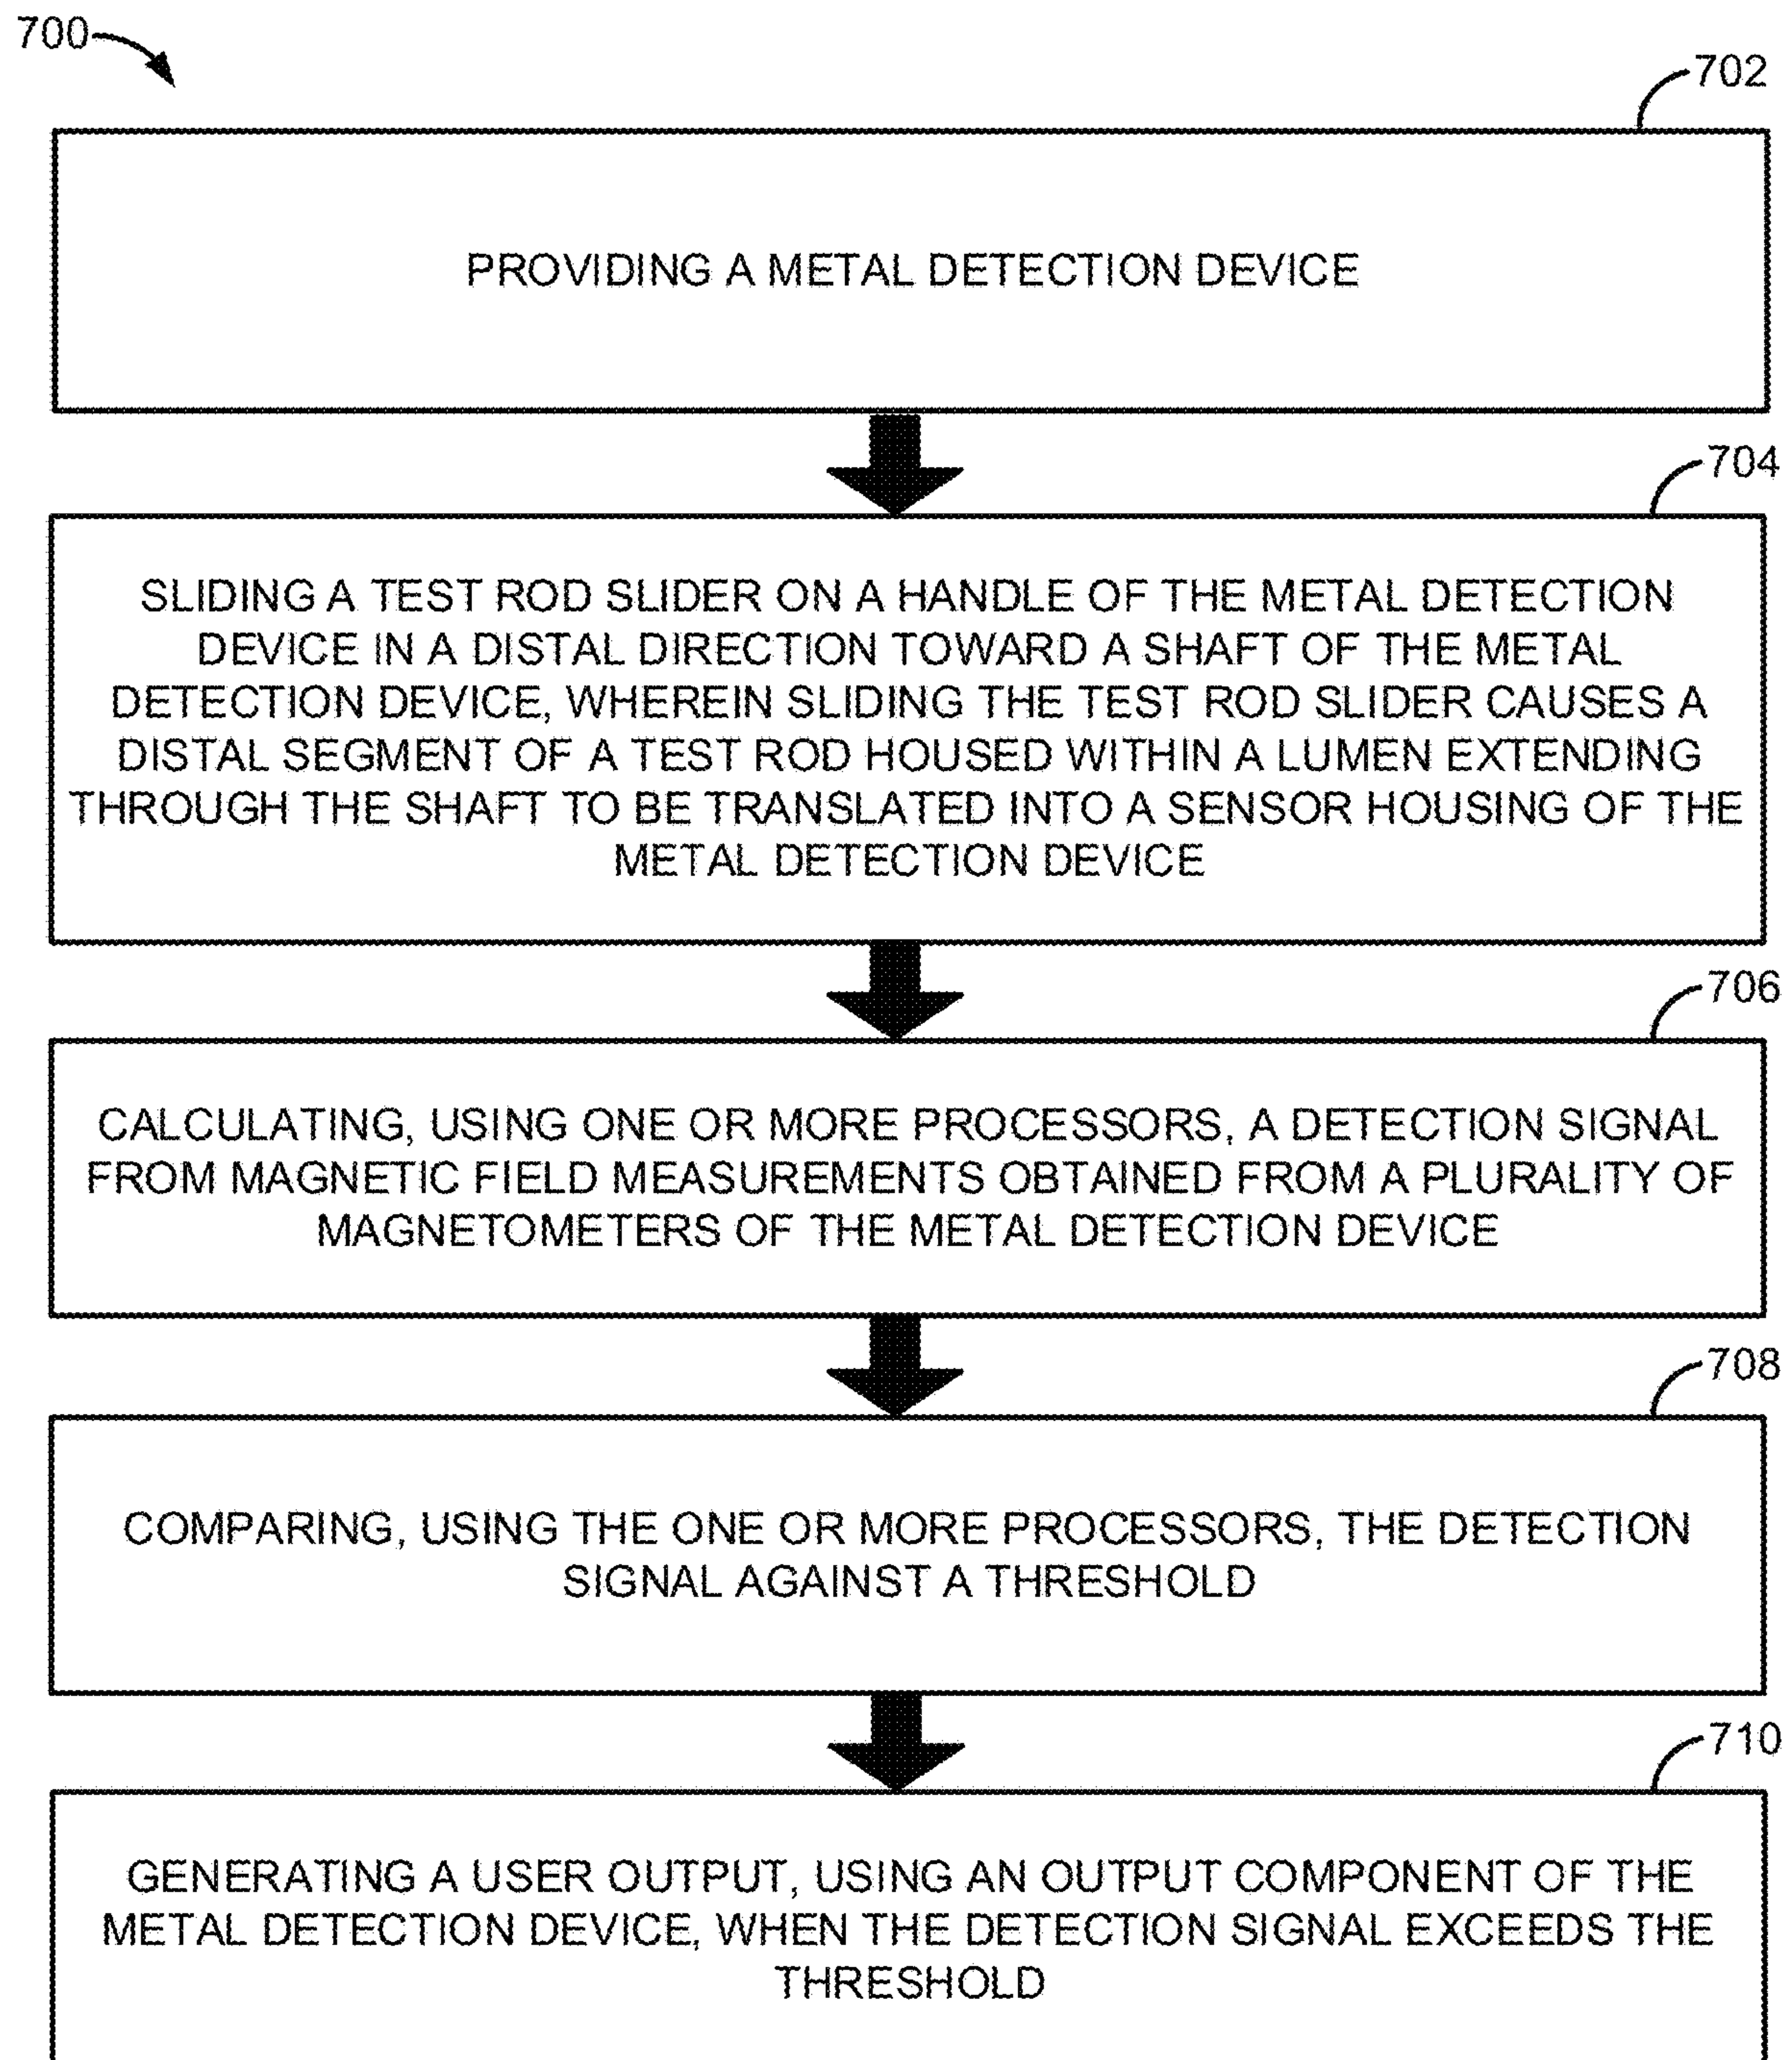 700
702
PROVIDING A METAL DETECTION DEVICE
704
SLIDING A TEST ROD SLIDER ON A HANDLE OF THE METAL DETECTION
DEVICE IN A DISTAL DIRECTION TOWARD A SHAFT OF THE METAL
DETECTION DEVICE, WHEREIN SLIDING THE TEST ROD SLIDER CAUSES A
DISTAL SEGMENT OF A TEST ROD HOUSED WITHIN A LUMEN EXTENDING
THROUGH THE SHAFT TO BE TRANSLATED INTO A SENSOR HOUSING OF THE
METAL DETECTION DEVICE
706
CALCULATING, USING ONE OR MORE PROCESSORS, A DETECTION SIGNAL
FROM MAGNETIC FIELD MEASUREMENTS OBTAINED FROM A PLURALITY OF
MAGNETOMETERS OF THE METAL DETECTION DEVICE
708
COMPARING, USING THE ONE OR MORE PROCESSORS, THE DETECTION
SIGNAL AGAINST A THRESHOLD
710
GENERATING A USER OUTPUT, USING AN OUTPUT COMPONENT OF THE
METAL DETECTION DEVICE, WHEN THE DETECTION SIGNAL EXCEEDS THE
THRESHOLD